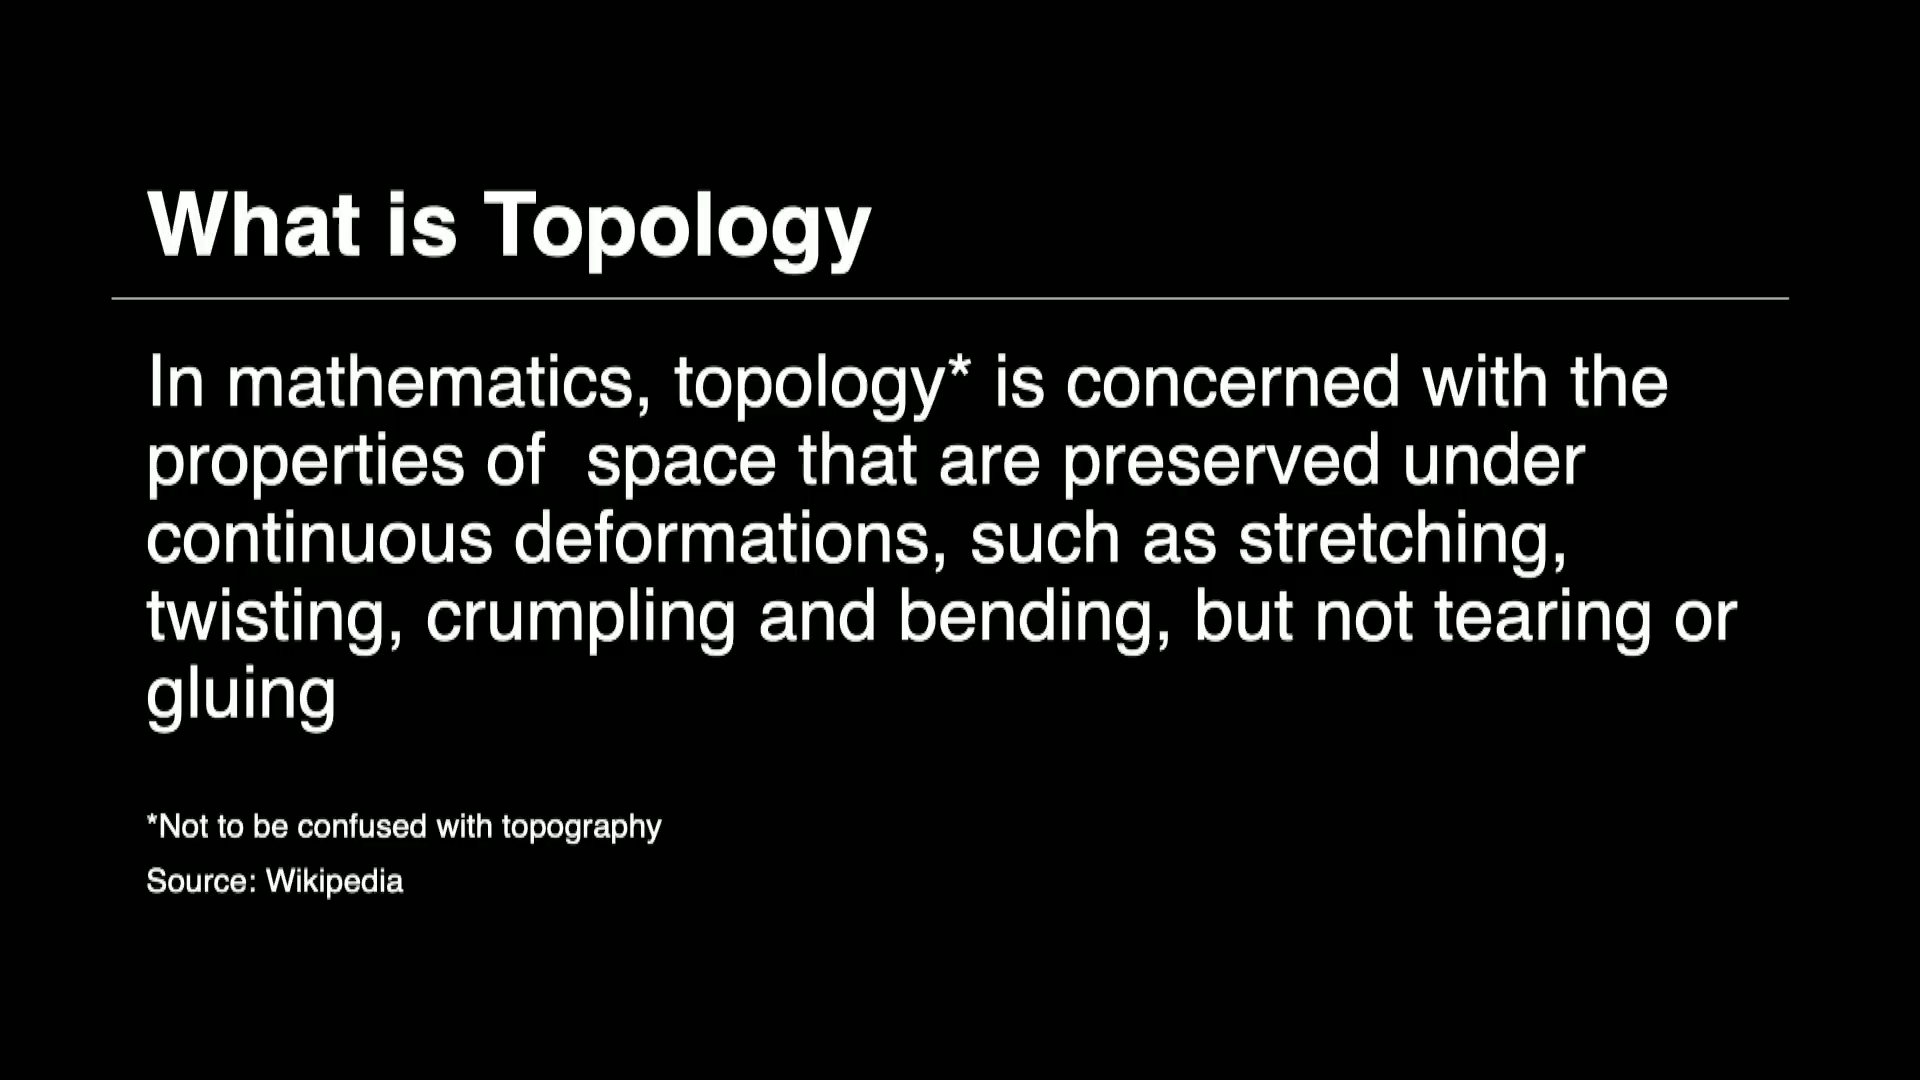 What is Topology
In mathematics, topology* is concerned with the
properties of  space that are preserved under
continuous deformations, such as stretching,
twisting, crumpling and bending, but not tearing or
gluing
*Not to be confused with topography
Source: Wikipedia